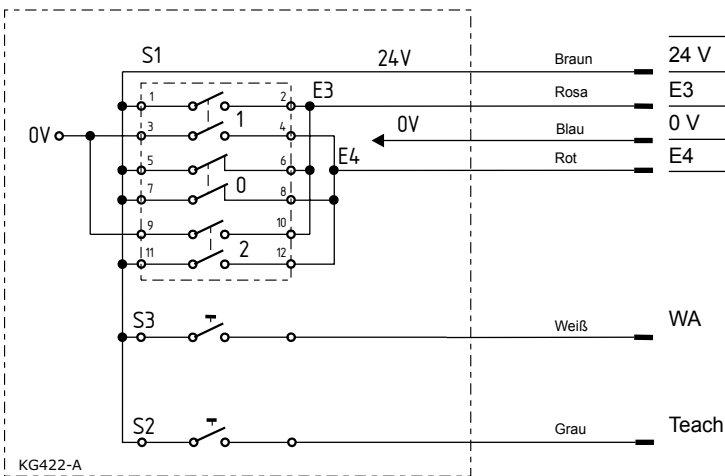 S1 24V Braun 24 V
1 2 E3 Rosa E3
1
0V 3 4 0V Blau 0 V
5 6 E4 Rot E4
0
7 8
9 10
2
11 12
S3 Weiß WA
S2 Grau Teach
KG422-A